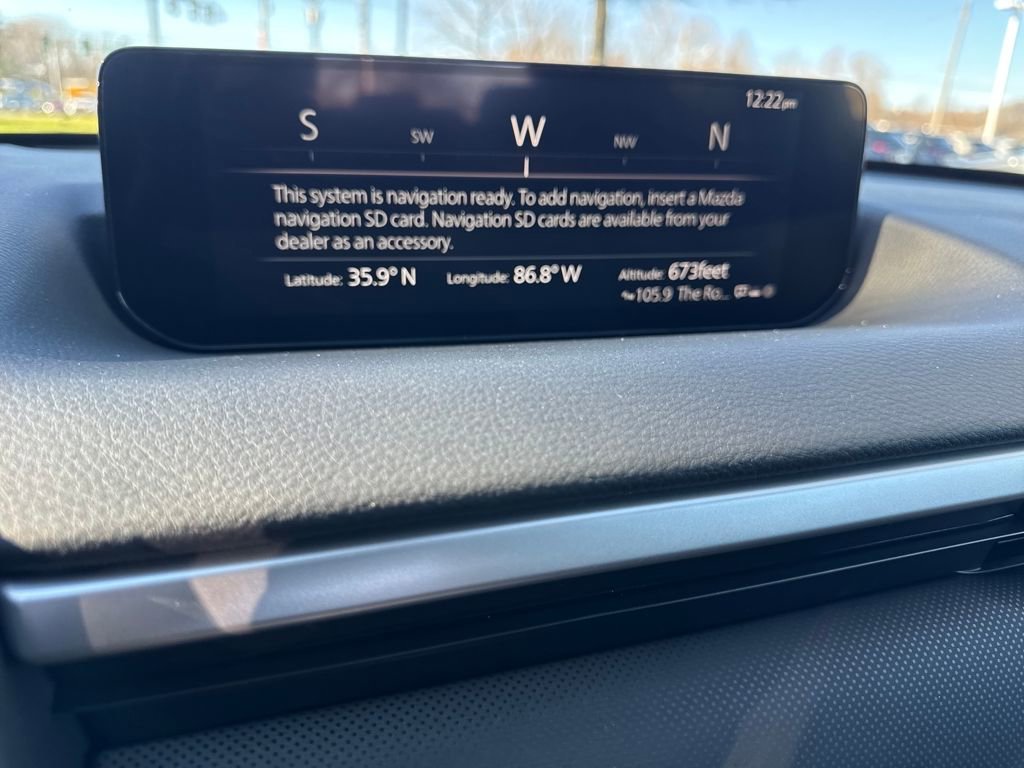 12:22pm
S SW W NW N
This system is navigation ready. To add navigation, insert a Mazda
navigation SD card. Navigation SD cards are available from your
dealer as an accessory.
Latitude: 35.9° N Longitude: 86.8° W Altitude: 673feet
105.9 The Ro...